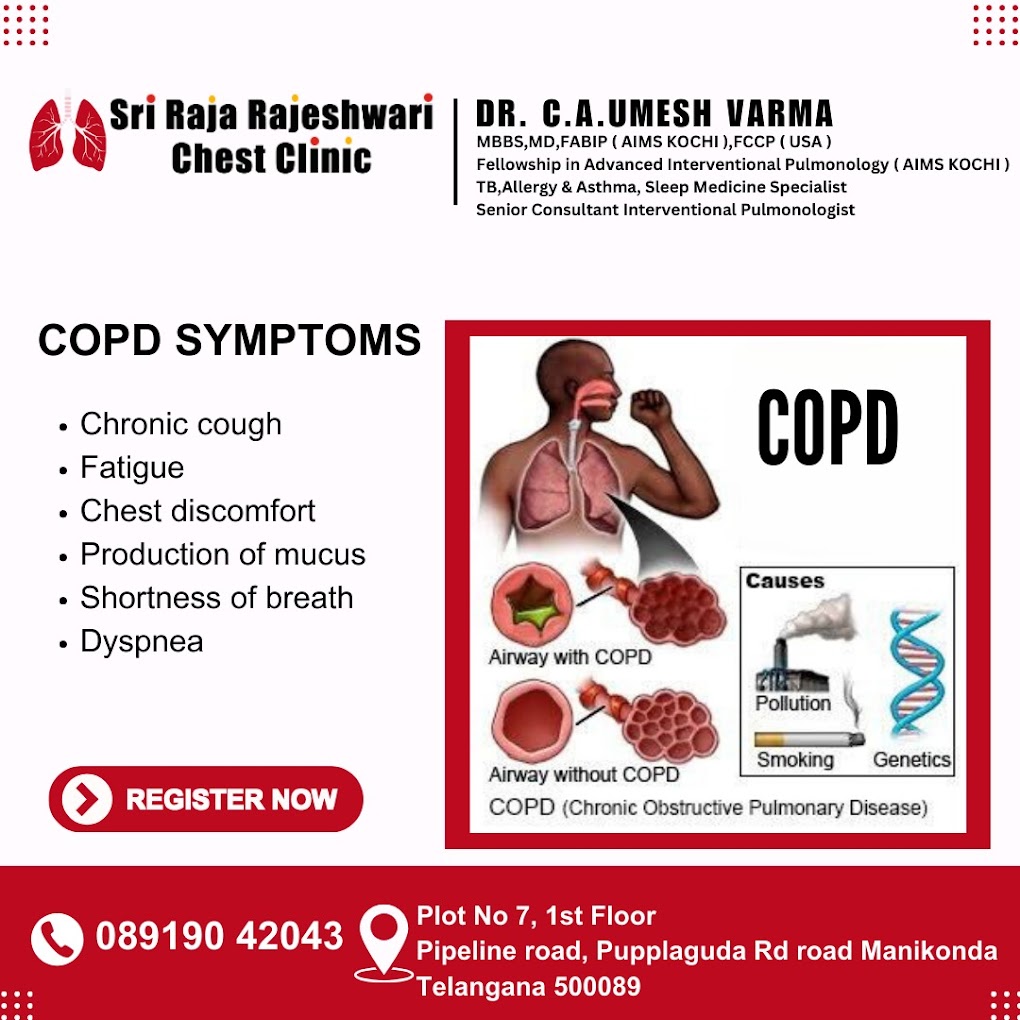 Sri Raja Rajeshwari
Chest Clinic
DR. C.A.UMESH VARMA
MBBS,MD,FABIP ( AIMS KOCHI ),FCCP ( USA )
Fellowship in Advanced Interventional Pulmonology ( AIMS KOCHI )
TB,Allergy & Asthma, Sleep Medicine Specialist
Senior Consultant Interventional Pulmonologist
COPD SYMPTOMS
• Chronic cough
• Fatigue
• Chest discomfort
• Production of mucus
• Shortness of breath
• Dyspnea
REGISTER NOW
COPD
Airway with COPD
Airway without COPD
Causes
Pollution
Smoking
Genetics
COPD (Chronic Obstructive Pulmonary Disease)
089190 42043
Plot No 7, 1st Floor
Pipeline road, Pupplaguda Rd road Manikonda
Telangana 500089